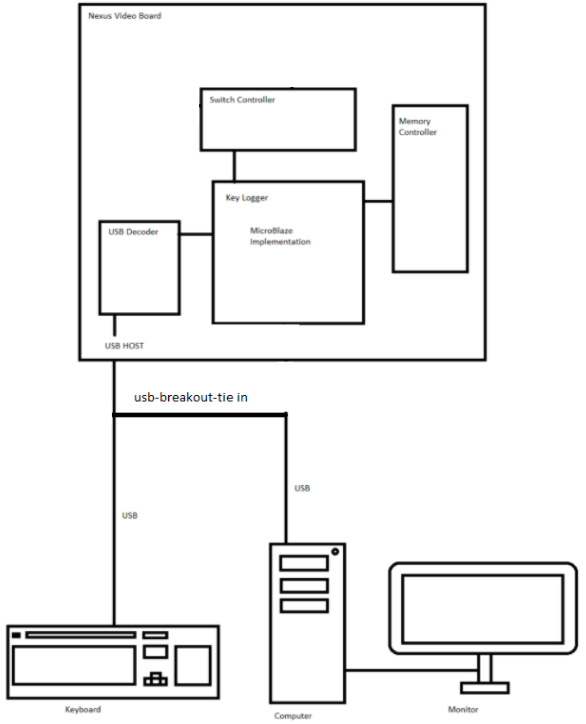 Nexus Video Board
Switch Controller
Memory
Controller
Key Logger
MicroBlaze
Implementation
USB Decoder
USB HOST
usb-breakout-tie in
USB
USB
Keyboard
Computer
Monitor